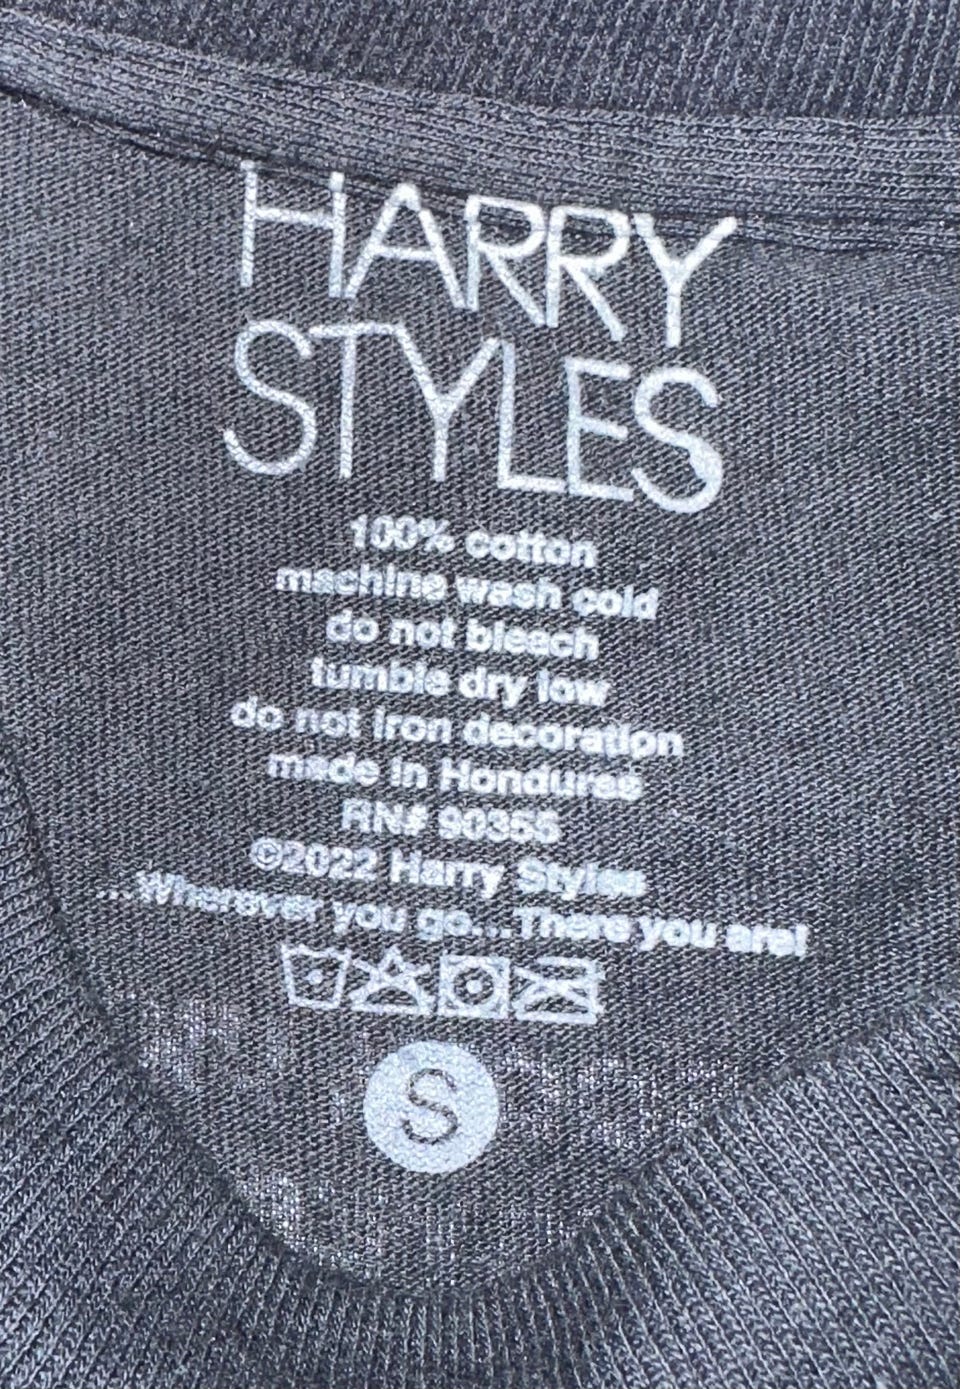 HARRY
STYLES
100% cotton
machine wash cold
do not bleach
tumble dry low
do not iron decoration
made in Honduras
RN# 90355
©2022 Harry Styles
...Wherever you go...There you are!
S